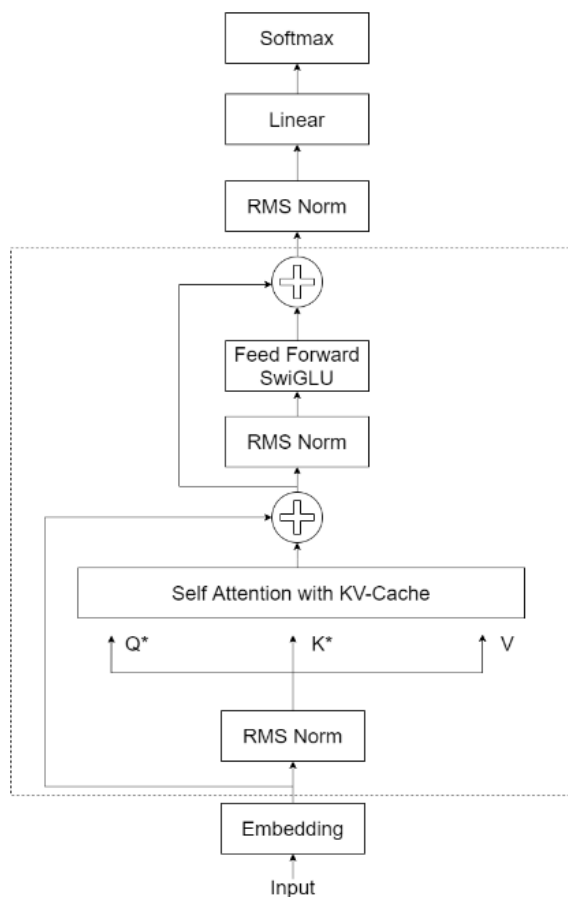 Softmax
Linear
RMS Norm
Feed Forward
SwiGLU
RMS Norm
Self Attention with KV-Cache
Q*
K*
V
RMS Norm
Embedding
Input